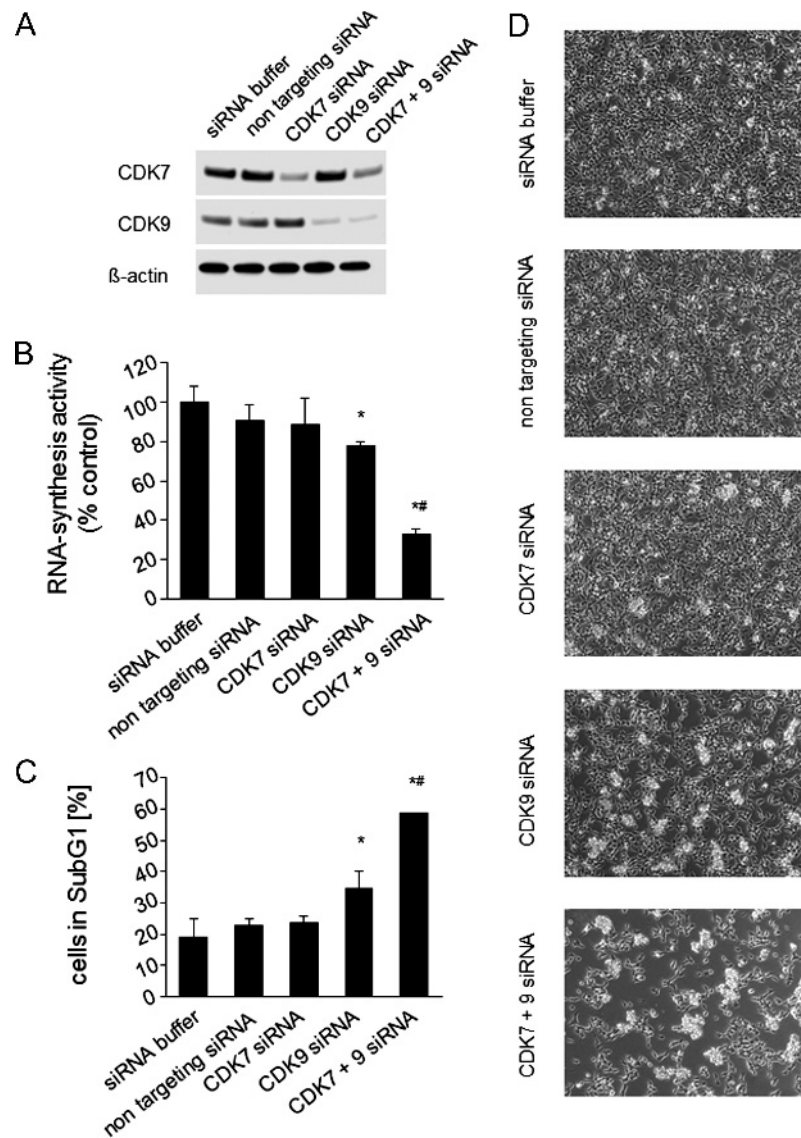 A
siRNA buffer
non targeting siRNA
CDK7 siRNA
CDK9 siRNA
CDK7 + 9 siRNA
CDK7
CDK9
ß-actin
B
RNA-synthesis activity
(% control)
120
100
80
60
40
20
0
*
*#
siRNA buffer
non targeting siRNA
CDK7 siRNA
CDK9 siRNA
CDK7 + 9 siRNA
C
cells in SubG1 [%]
70
60
50
40
30
20
10
0
*
*#
siRNA buffer
non targeting siRNA
CDK7 siRNA
CDK9 siRNA
CDK7 + 9 siRNA
D
siRNA buffer
non targeting siRNA
CDK7 siRNA
CDK9 siRNA
CDK7 + 9 siRNA